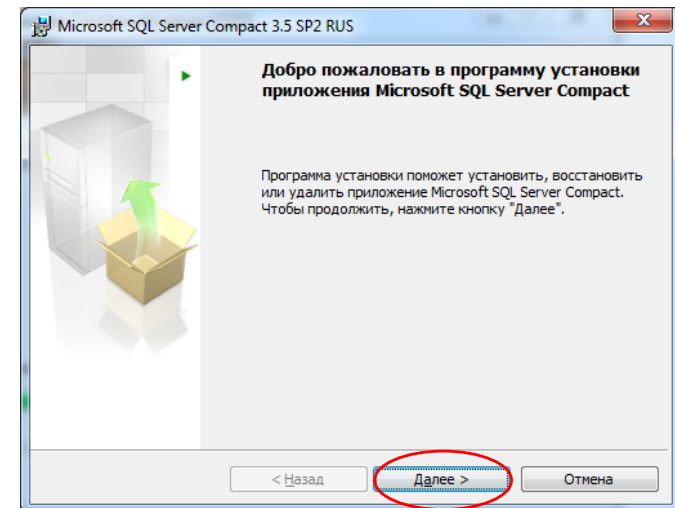 Microsoft SQL Server Compact 3.5 SP2 RUS
Добро пожаловать в программу установки
приложения Microsoft SQL Server Compact
Программа установки поможет установить, восстановить
или удалить приложение Microsoft SQL Server Compact.
Чтобы продолжить, нажмите кнопку "Далее".
< Назад Далее > Отмена